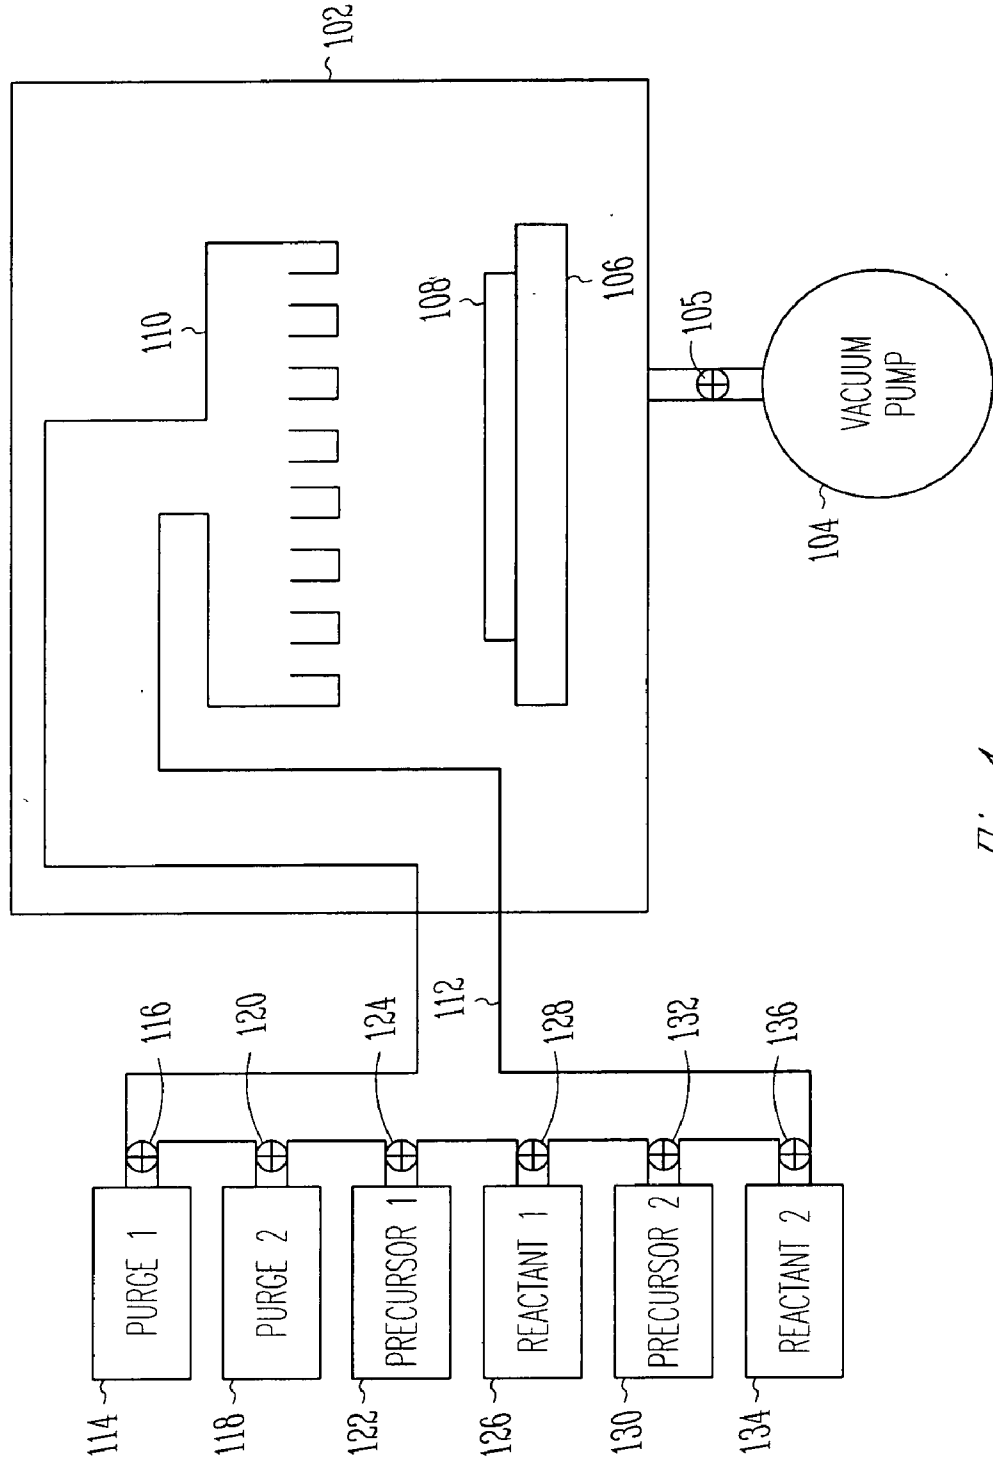 102
110
108
106
105
VACUUM
PUMP
104
112
116
120
124
128
132
136
PURGE 1
PURGE 2
PRECURSOR 1
REACTANT 1
PRECURSOR 2
REACTANT 2
114
118
122
126
130
134